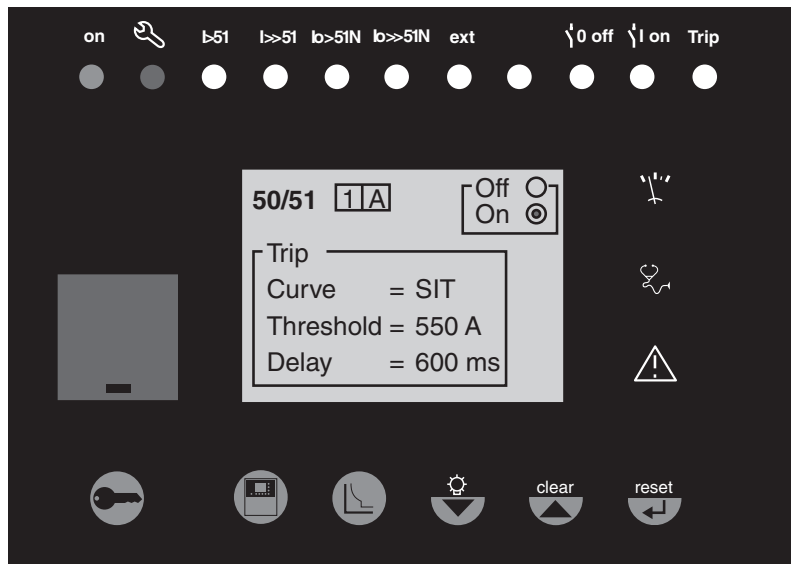 on I>51 I>>51 Io>51N Io>>51N ext 0 off I on Trip
50/51 1 A Off
On
Trip
Curve = SIT
Threshold = 550 A
Delay = 600 ms
clear reset